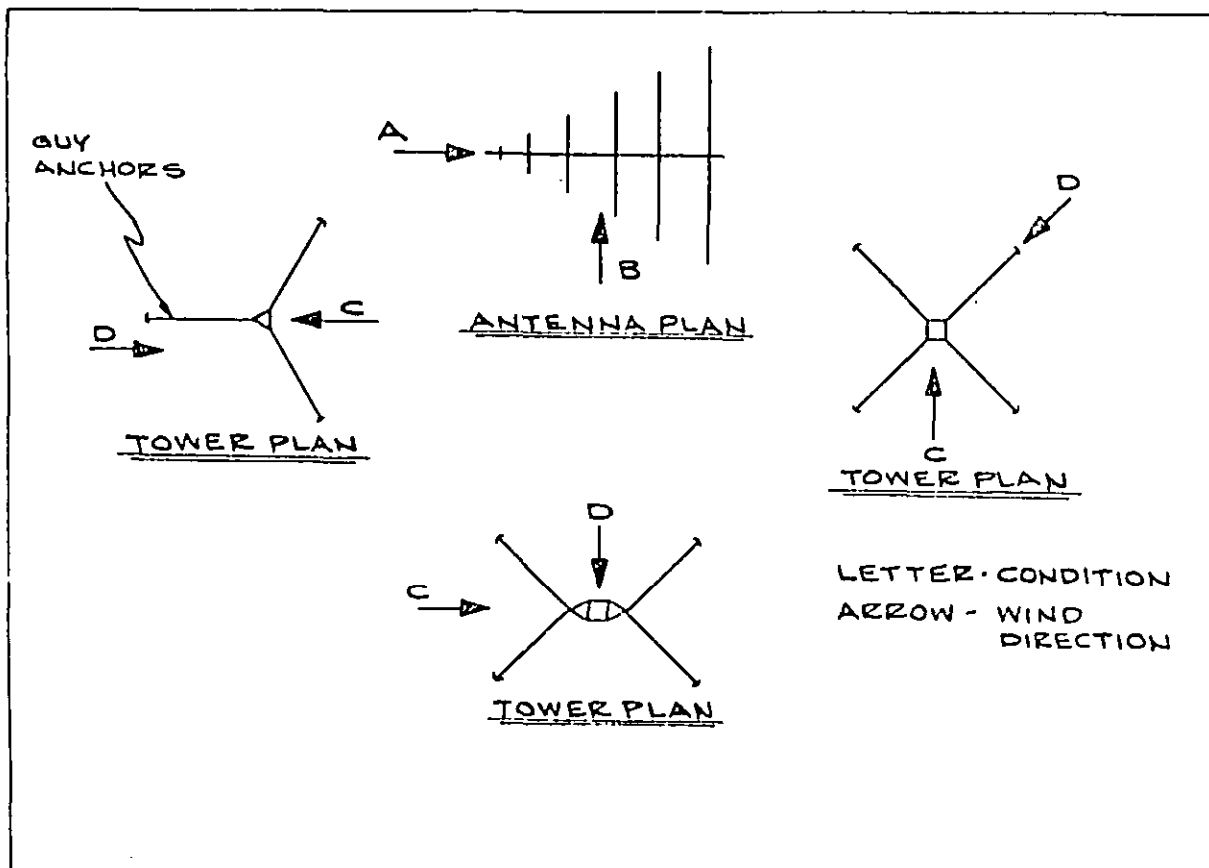 A
B
ANTENNA PLAN
GUY
ANCHORS
D
C
TOWER PLAN
D
C
TOWER PLAN
D
C
TOWER PLAN
LETTER - CONDITION
ARROW - WIND
DIRECTION